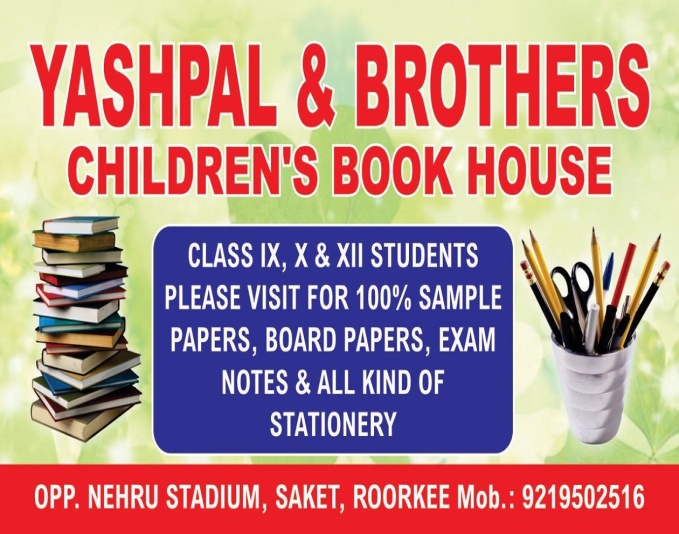 YASHPAL & BROTHERS
CHILDREN'S BOOK HOUSE
CLASS IX, X & XII STUDENTS
PLEASE VISIT FOR 100% SAMPLE
PAPERS, BOARD PAPERS, EXAM
NOTES & ALL KIND OF
STATIONERY
OPP. NEHRU STADIUM, SAKET, ROORKEE Mob.: 9219502516